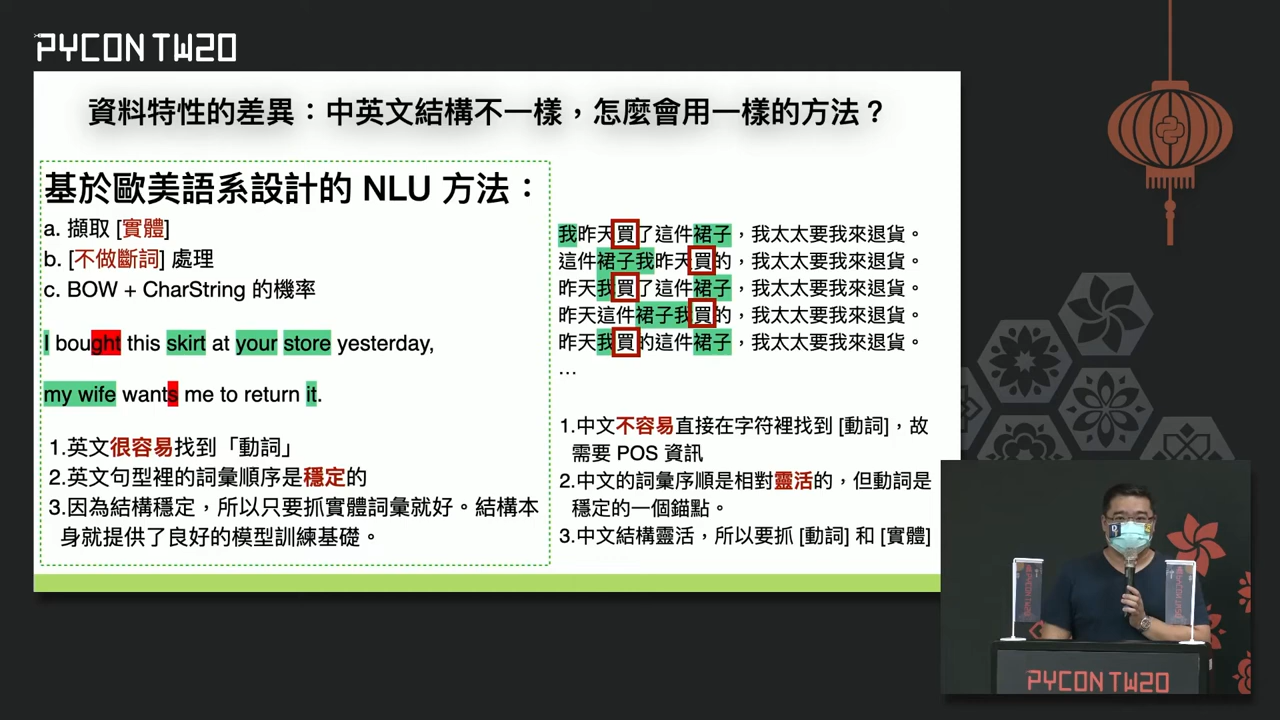 PYCON TW20
資料特性的差異：中英文結構不一樣，怎麼會用一樣的方法？
基於歐美語系設計的 NLU 方法：
a. 擷取 [實體]
b. [不做斷詞] 處理
c. BOW + CharString 的機率
I bought this skirt at your store yesterday,
my wife wants me to return it.
1.英文很容易找到「動詞」
2.英文句型裡的詞彙順序是穩定的
3.因為結構穩定，所以只要抓實體詞彙就好。結構本
身就提供了良好的模型訓練基礎。
我昨天買了這件裙子，我太太要我來退貨。
這件裙子我昨天買的，我太太要我來退貨。
昨天我買了這件裙子，我太太要我來退貨。
昨天這件裙子我買的，我太太要我來退貨。
昨天我買的這件裙子，我太太要我來退貨。
…
1.中文不容易直接在字符裡找到 [動詞]，故
需要 POS 資訊
2.中文的詞彙序順是相對靈活的，但動詞是
穩定的一個錨點。
3.中文結構靈活，所以要抓 [動詞] 和 [實體]
PYCON TW20